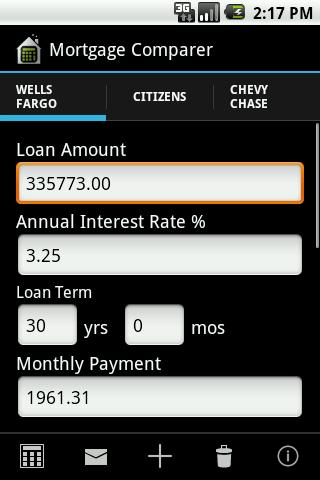 3G 2:17 PM
Mortgage Comparer
WELLS
FARGO
CITIZENS
CHEVY
CHASE
Loan Amount
335773.00
Annual Interest Rate %
3.25
Loan Term
30 yrs 0 mos
Monthly Payment
1961.31